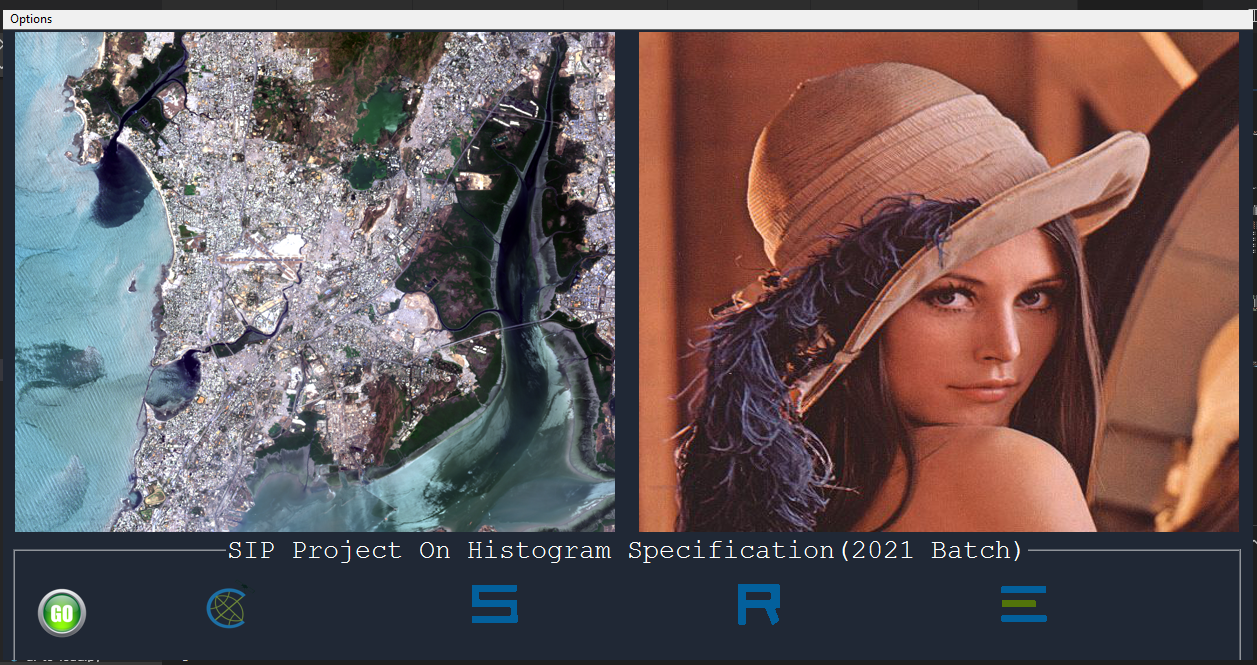 Options
SIP Project On Histogram Specification(2021 Batch)
GO
C S R E